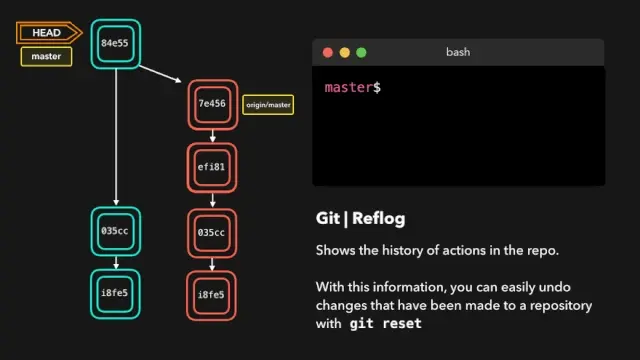 HEAD
master
84e55
7e456
origin/master
efi81
035cc
035cc
i8fe5
i8fe5
bash
master$
Git | Reflog
Shows the history of actions in the repo.
With this information, you can easily undo
changes that have been made to a repository
with git reset